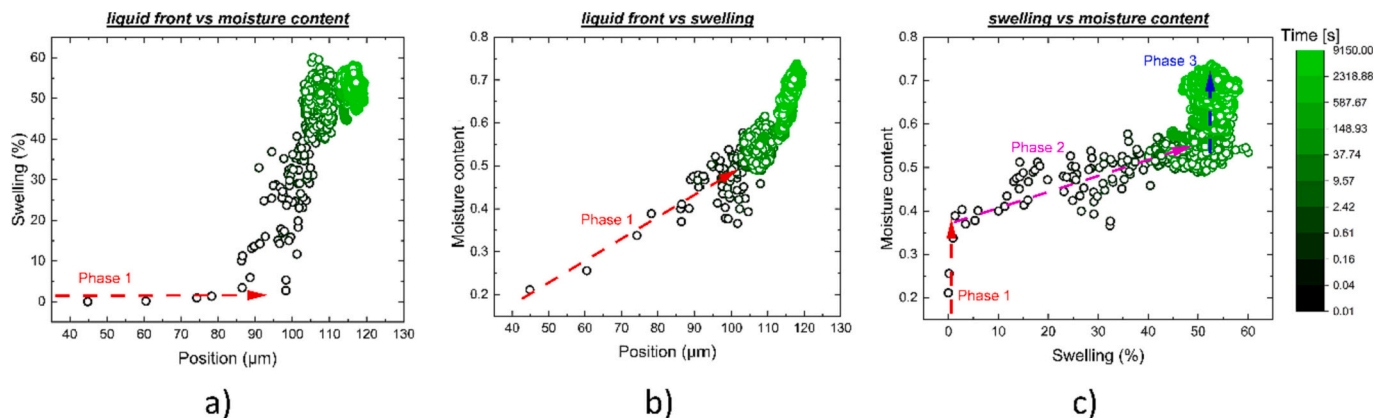 liquid front vs moisture content
Swelling (%)
60
50
40
30
20
10
0
Phase 1
40 50 60 70 80 90 100 110 120 130
Position (µm)
a)
liquid front vs swelling
Moisture content
0.8
0.7
0.6
0.5
0.4
0.3
0.2
Phase 1
40 50 60 70 80 90 100 110 120 130
Position (µm)
b)
swelling vs moisture content
Moisture content
0.8
0.7
0.6
0.5
0.4
0.3
0.2
Phase 3
Phase 2
Phase 1
0 10 20 30 40 50 60
Swelling (%)
c)
Time [s]
9150.00
2318.88
587.67
148.93
37.74
9.57
2.42
0.61
0.16
0.04
0.01